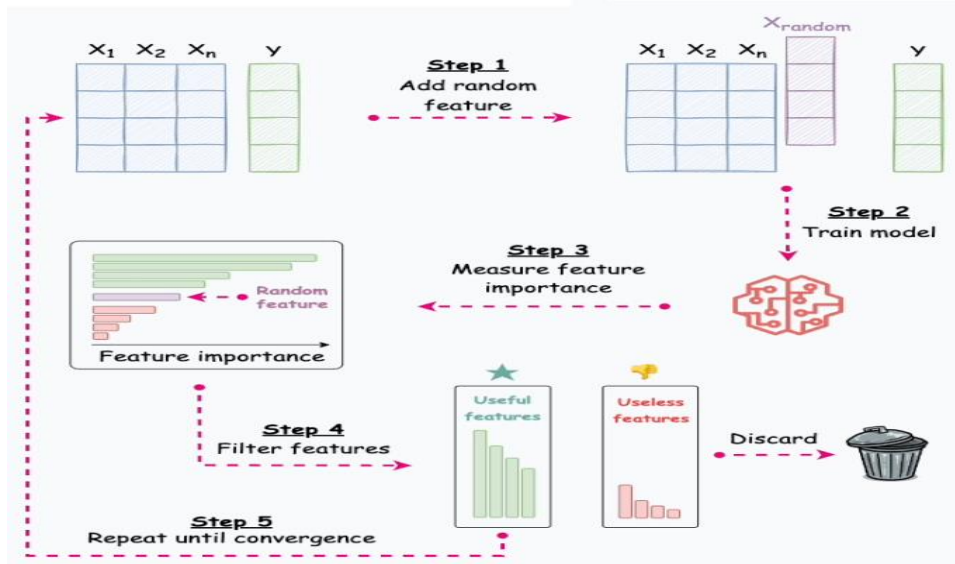 X₁ X₂ Xₙ y
Step 1
Add random
feature
Xrandom
X₁ X₂ Xₙ y
Step 2
Train model
Step 3
Measure feature
importance
Random
feature
Feature importance
Step 4
Filter features
Useful
features
Useless
features
Discard
Step 5
Repeat until convergence